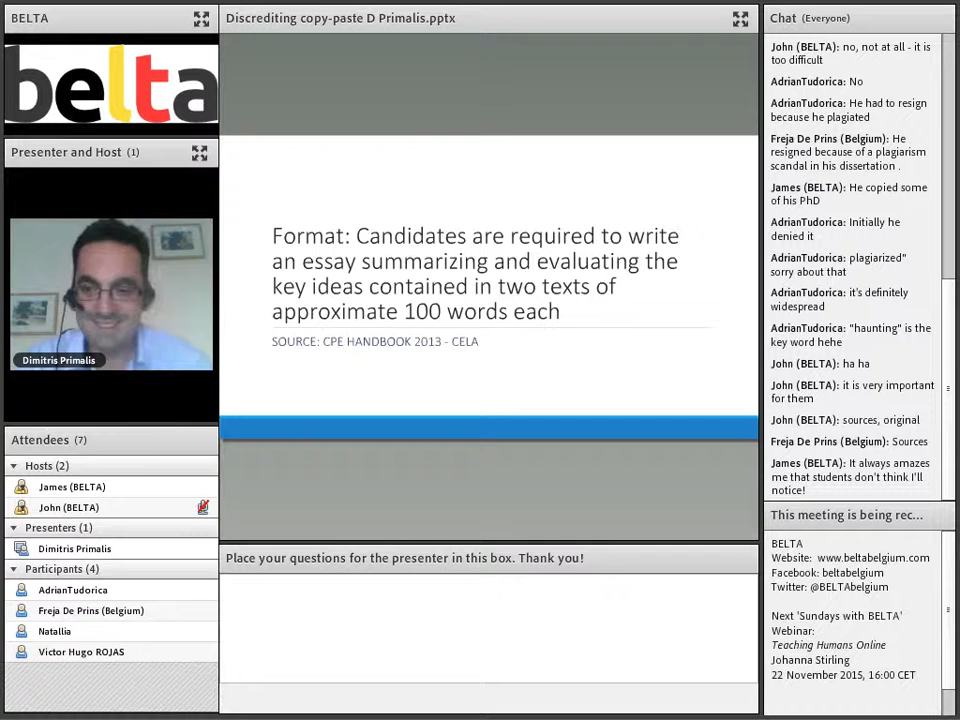 BELTA
belta
Presenter and Host (1)
Dimitris Primalis
Attendees (7)
Hosts (2)
James (BELTA)
John (BELTA)
Presenters (1)
Dimitris Primalis
Participants (4)
AdrianTudorica
Freja De Prins (Belgium)
Natallia
Victor Hugo ROJAS
Discrediting copy-paste D Primalis.pptx
Format: Candidates are required to write
an essay summarizing and evaluating the
key ideas contained in two texts of
approximate 100 words each
SOURCE: CPE HANDBOOK 2013 - CELA
Place your questions for the presenter in this box. Thank you!
Chat (Everyone)
John (BELTA): no, not at all - it is
too difficult
AdrianTudorica: No
AdrianTudorica: He had to resign
because he plagiated
Freja De Prins (Belgium): He
resigned because of a plagiarism
scandal in his dissertation .
James (BELTA): He copied some
of his PhD
AdrianTudorica: Initially he
denied it
AdrianTudorica: plagiarized"
sorry about that
AdrianTudorica: it's definitely
widespread
AdrianTudorica: "haunting" is the
key word hehe
John (BELTA): ha ha
John (BELTA): it is very important
for them
John (BELTA): sources, original
Freja De Prins (Belgium): Sources
James (BELTA): It always amazes
me that students don't think I'll
notice!
This meeting is being rec...
BELTA
Website: www.beltabelgium.com
Facebook: beltabelgium
Twitter: @BELTAbelgium
Next 'Sundays with BELTA'
Webinar:
Teaching Humans Online
Johanna Stirling
22 November 2015, 16:00 CET